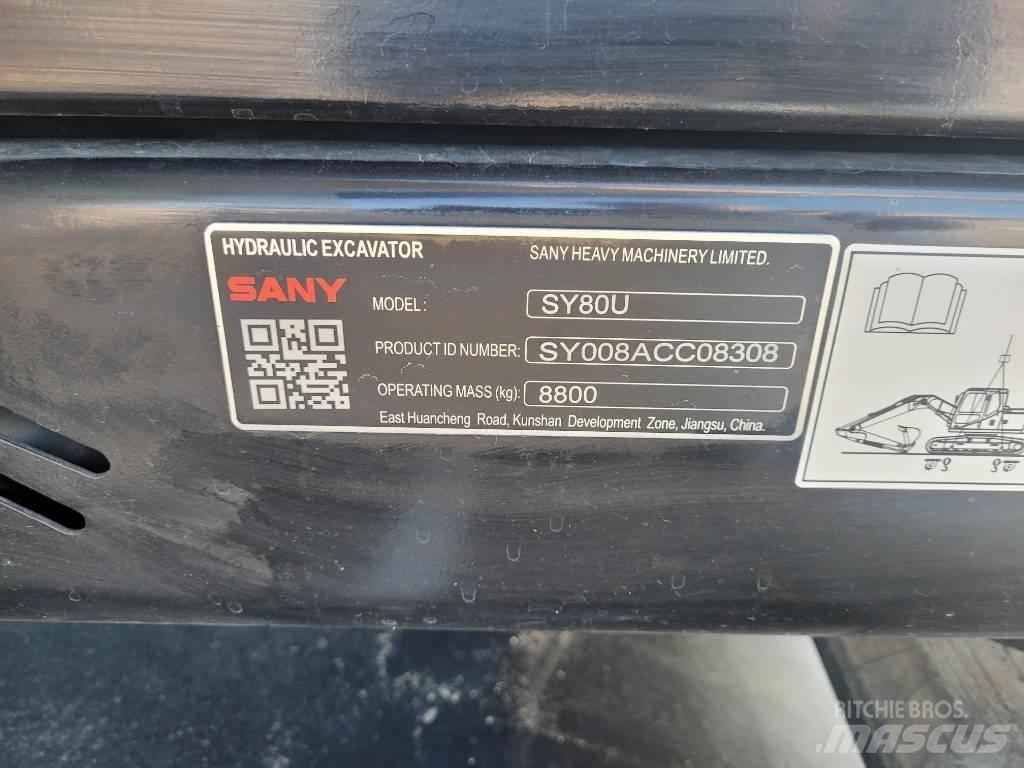 HYDRAULIC EXCAVATOR
SANY HEAVY MACHINERY LIMITED.
SANY
MODEL: SY80U
PRODUCT ID NUMBER: SY008ACC08308
OPERATING MASS (kg): 8800
East Huancheng Road, Kunshan Development Zone, Jiangsu, China.
RITCHIE BROS.
MASCUS